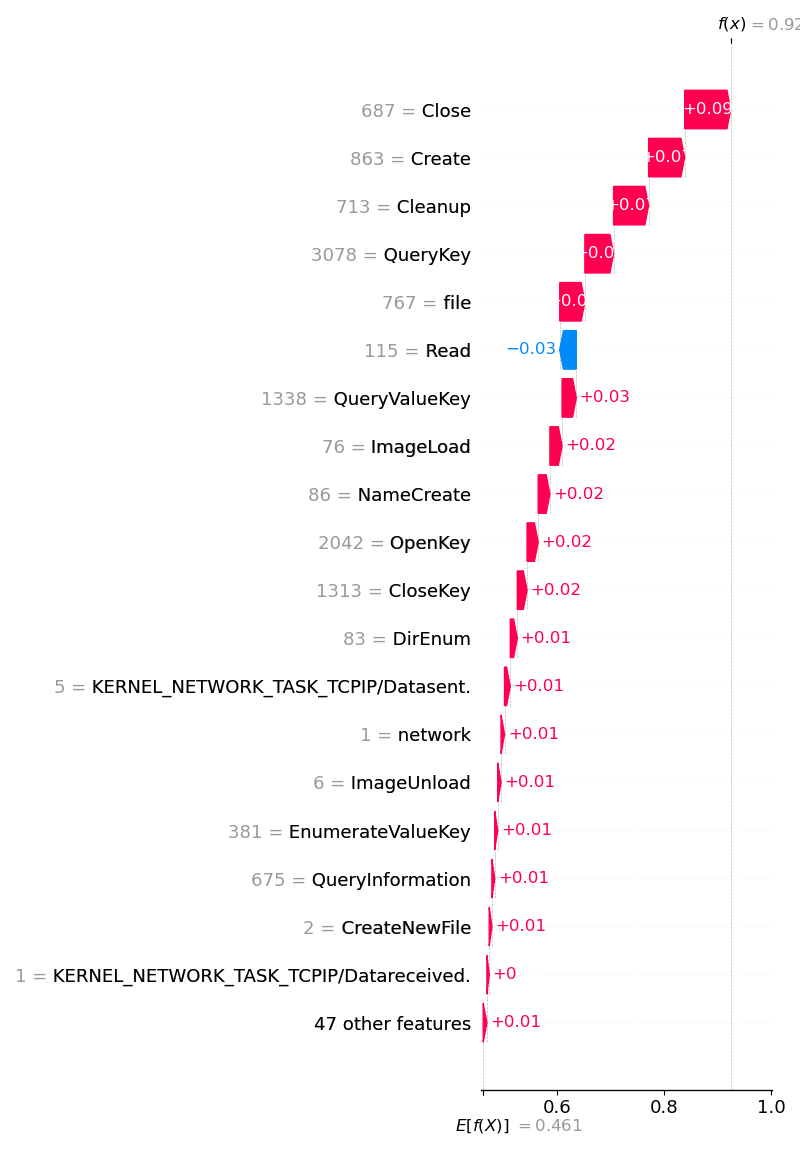 f(x) = 0.92
687 = Close +0.09
863 = Create +0.07
713 = Cleanup +0.0
3078 = QueryKey 0.0
767 = file +0.0
115 = Read −0.03
1338 = QueryValueKey +0.03
76 = ImageLoad +0.02
86 = NameCreate +0.02
2042 = OpenKey +0.02
1313 = CloseKey +0.02
83 = DirEnum +0.01
5 = KERNEL_NETWORK_TASK_TCPIP/Datasent. +0.01
1 = network +0.01
6 = ImageUnload +0.01
381 = EnumerateValueKey +0.01
675 = QueryInformation +0.01
2 = CreateNewFile +0.01
1 = KERNEL_NETWORK_TASK_TCPIP/Datareceived. +0
47 other features +0.01
0.6 0.8 1.0
E[f(X)] = 0.461